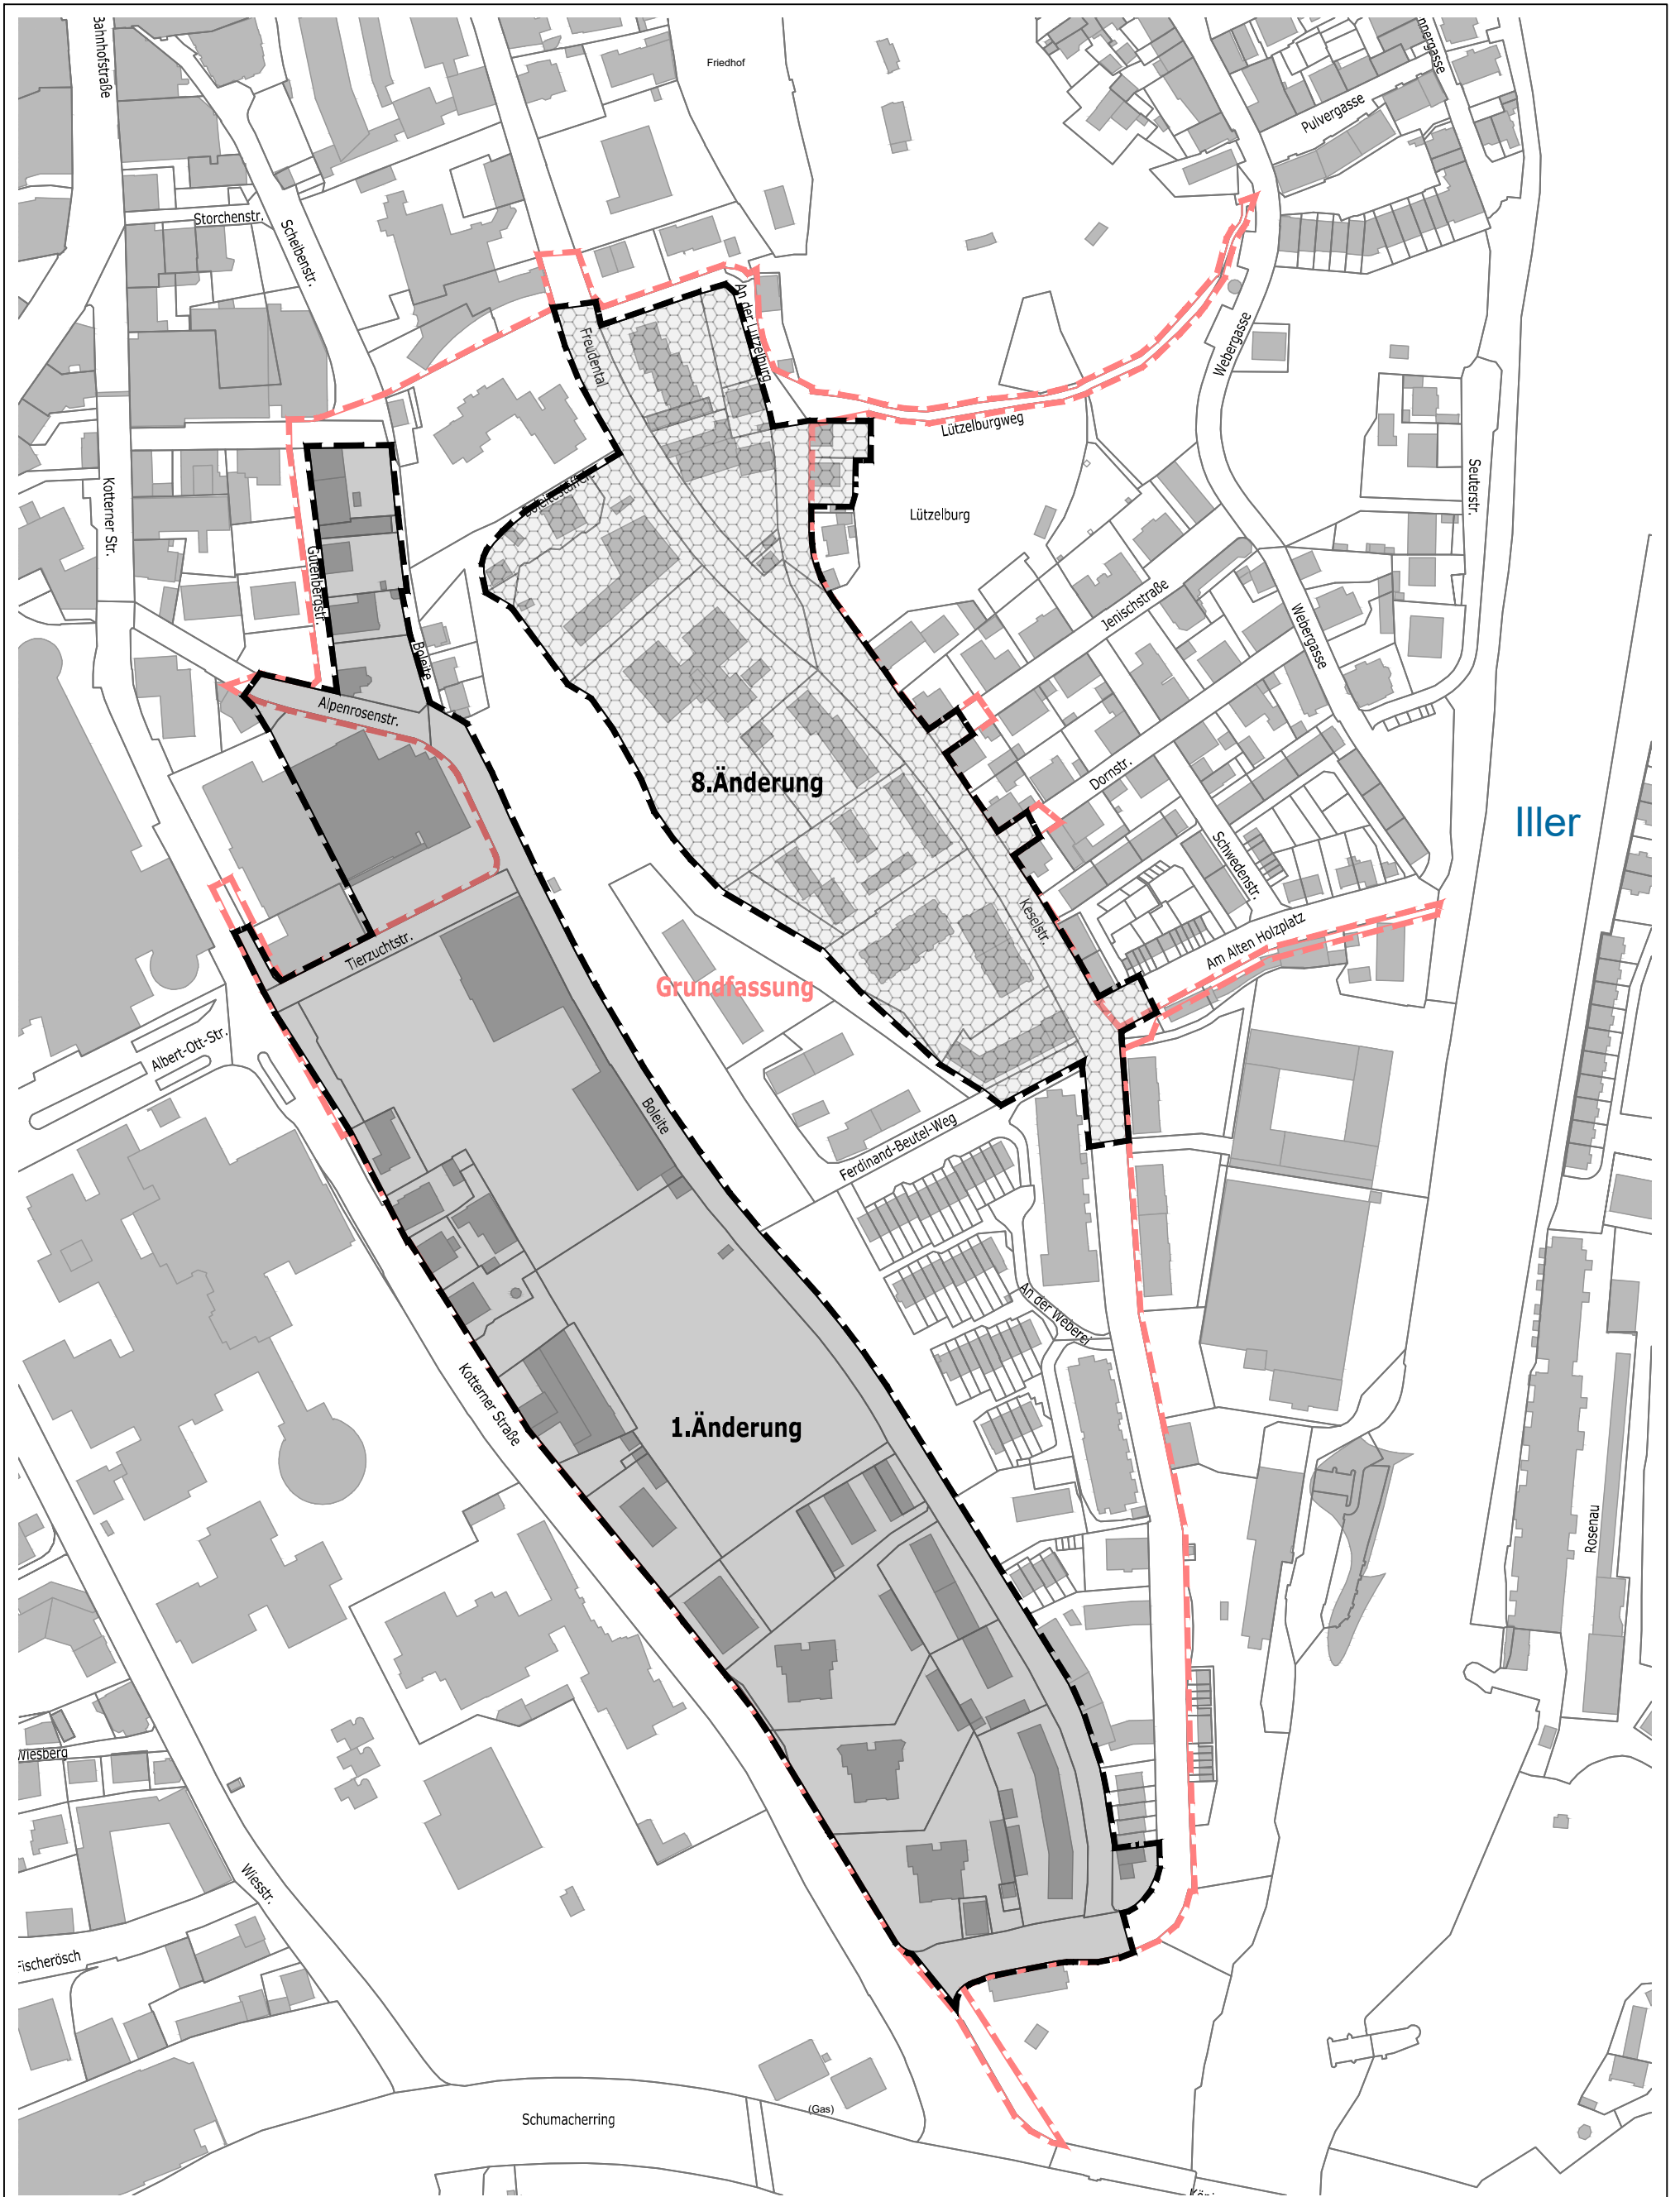 Bahnhofstraße
Friedhof
Pulvergasse
Storchenstr.
Scheibenstr.
An der Lützelburg
Freudental
Webergasse
Lützelburgweg
Kotterner Str.
Seuterstr.
Lützelburg
Gutenbergstr.
Jenischstraße
Webergasse
Boleite
Alpenrosenstr.
Dornstr.
8.Änderung
Iller
Schwedenstr.
Keselstr.
Am Alten Holzplatz
Tierzuchtstr.
Grundfassung
Albert-Ott-Str.
Boleite
Ferdinand-Beutel-Weg
An der Weberei
Kotterner Straße
1.Änderung
Rosenau
Wiesberg
Wiesstr.
Fischerösch
(Gas)
Schumacherring